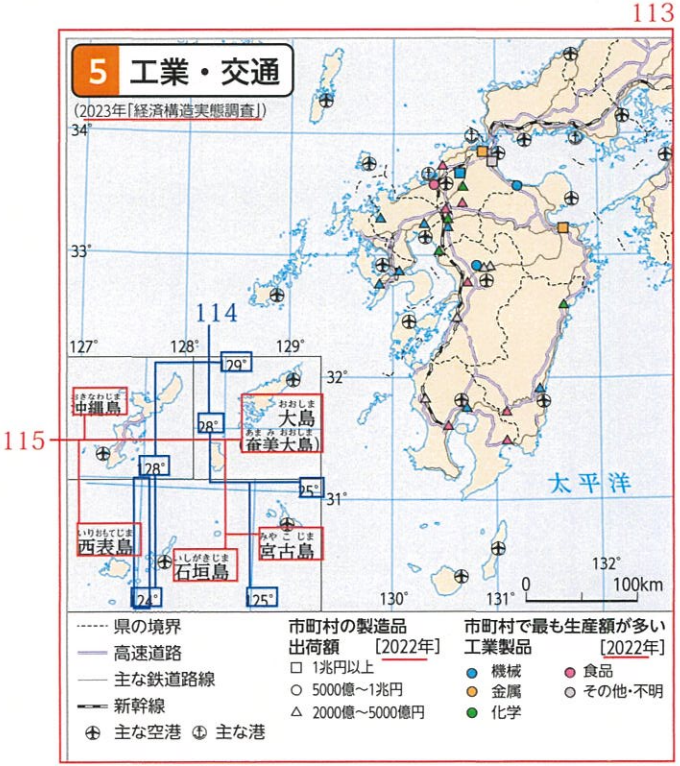 113
5 工業・交通
(2023年「経済構造実態調査」)
34°
33°
114
127°
128°
129°
29°
32°
おきなわじま
沖縄島
おおしま
大島
あまみおおしま
(奄美大島)
28°
115
128°
25°
31°
太平洋
いりおもてじま
西表島
いしがきじま
石垣島
みやこじま
宮古島
132°
0 100km
24°
125°
130°
131°
県の境界
高速道路
主な鉄道路線
新幹線
主な空港 主な港
市町村の製造品
出荷額 [2022年]
1兆円以上
5000億~1兆円
2000億~5000億円
市町村で最も生産額が多い
工業製品 [2022年]
機械 食品
金属 その他・不明
化学